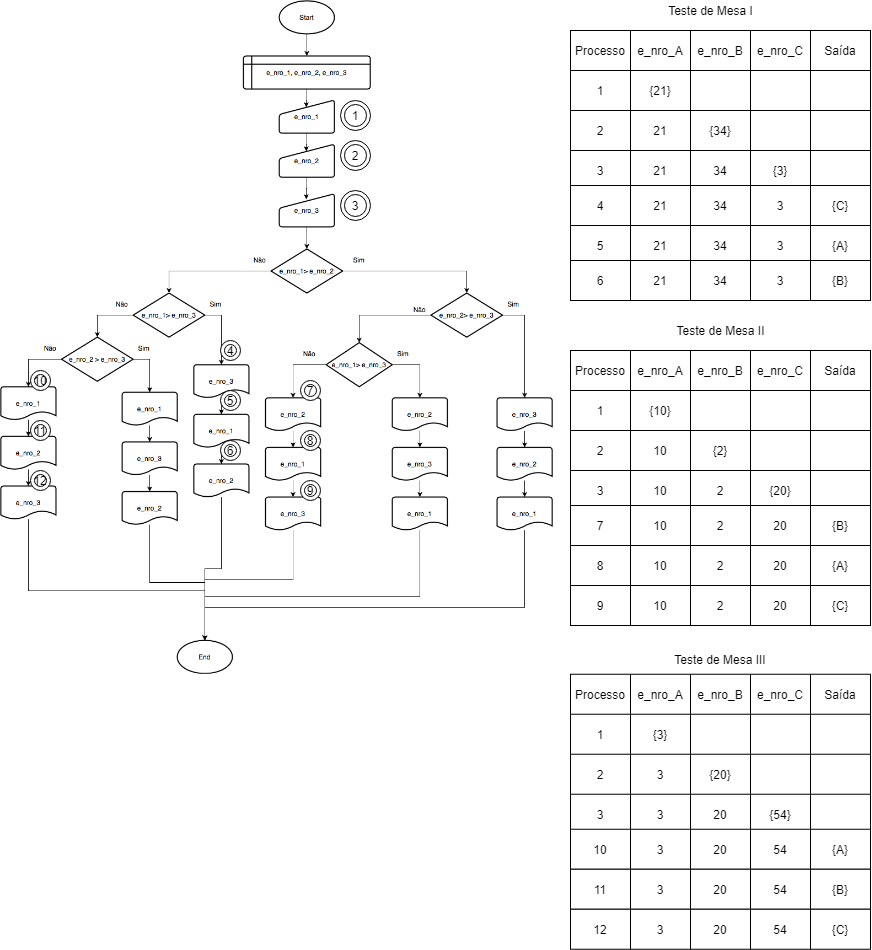 Start
e_nro_1, e_nro_2, e_nro_3
e_nro_1
1
e_nro_2
2
e_nro_3
3
e_nro_1> e_nro_2
Não
Sim
e_nro_1> e_nro_3
Não
Sim
e_nro_2 > e_nro_3
Não
Sim
10
e_nro_1
11
e_nro_2
12
e_nro_3
e_nro_1
e_nro_3
e_nro_2
4
e_nro_3
5
e_nro_1
6
e_nro_2
e_nro_2> e_nro_3
Não
Sim
e_nro_1> e_nro_3
Não
Sim
7
e_nro_2
8
e_nro_1
9
e_nro_3
e_nro_2
e_nro_3
e_nro_1
e_nro_3
e_nro_2
e_nro_1
End
Teste de Mesa I
Processo e_nro_A e_nro_B e_nro_C Saída
1 {21}
2 21 {34}
3 21 34 {3}
4 21 34 3 {C}
5 21 34 3 {A}
6 21 34 3 {B}
Teste de Mesa II
Processo e_nro_A e_nro_B e_nro_C Saída
1 {10}
2 10 {2}
3 10 2 {20}
7 10 2 20 {B}
8 10 2 20 {A}
9 10 2 20 {C}
Teste de Mesa III
Processo e_nro_A e_nro_B e_nro_C Saída
1 {3}
2 3 {20}
3 3 20 {54}
10 3 20 54 {A}
11 3 20 54 {B}
12 3 20 54 {C}